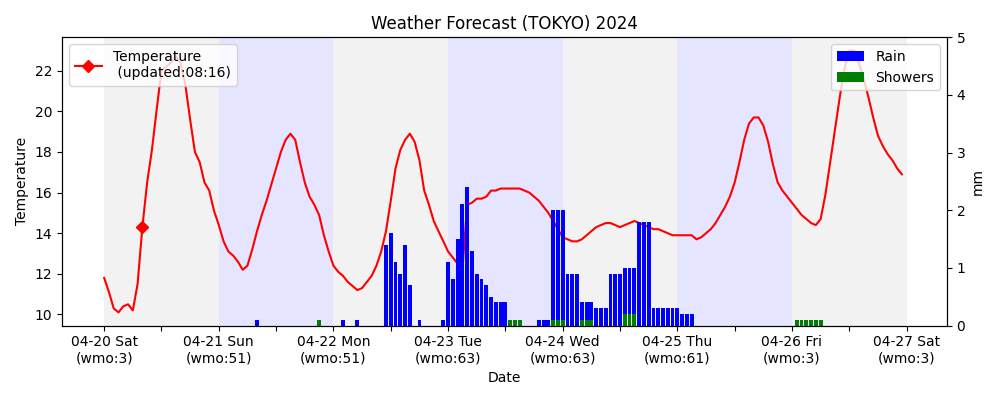 Weather Forecast (TOKYO) 2024
Temperature
(updated:08:16)
Rain
Showers
Temperature
22
20
18
16
14
12
10
5
4
3
2
1
0
mm
04-20 Sat
(wmo:3)
04-21 Sun
(wmo:51)
04-22 Mon
(wmo:51)
04-23 Tue
(wmo:63)
04-24 Wed
(wmo:63)
04-25 Thu
(wmo:61)
04-26 Fri
(wmo:3)
04-27 Sat
(wmo:3)
Date